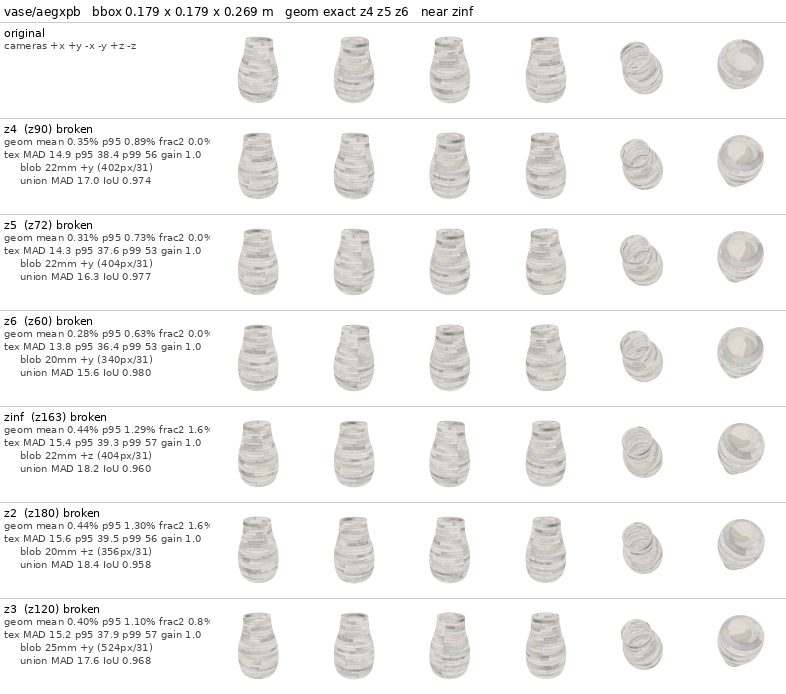 vase/aegxpb   bbox 0.179 x 0.179 x 0.269 m   geom exact z4 z5 z6   near zinf
original
cameras +x +y -x -y +z -z
z4  (z90) broken
geom mean 0.35% p95 0.89% frac2 0.0%
tex MAD 14.9 p95 38.4 p99 56 gain 1.0
blob 22mm +y (402px/31)
union MAD 17.0 IoU 0.974
z5  (z72) broken
geom mean 0.31% p95 0.73% frac2 0.0%
tex MAD 14.3 p95 37.6 p99 53 gain 1.0
blob 22mm +y (404px/31)
union MAD 16.3 IoU 0.977
z6  (z60) broken
geom mean 0.28% p95 0.63% frac2 0.0%
tex MAD 13.8 p95 36.4 p99 53 gain 1.0
blob 20mm +y (340px/31)
union MAD 15.6 IoU 0.980
zinf  (z163) broken
geom mean 0.44% p95 1.29% frac2 1.6%
tex MAD 15.4 p95 39.3 p99 57 gain 1.0
blob 22mm +z (404px/31)
union MAD 18.2 IoU 0.960
z2  (z180) broken
geom mean 0.44% p95 1.30% frac2 1.6%
tex MAD 15.6 p95 39.5 p99 56 gain 1.0
blob 20mm +z (356px/31)
union MAD 18.4 IoU 0.958
z3  (z120) broken
geom mean 0.40% p95 1.10% frac2 0.8%
tex MAD 15.2 p95 37.9 p99 57 gain 1.0
blob 25mm +y (524px/31)
union MAD 17.6 IoU 0.968